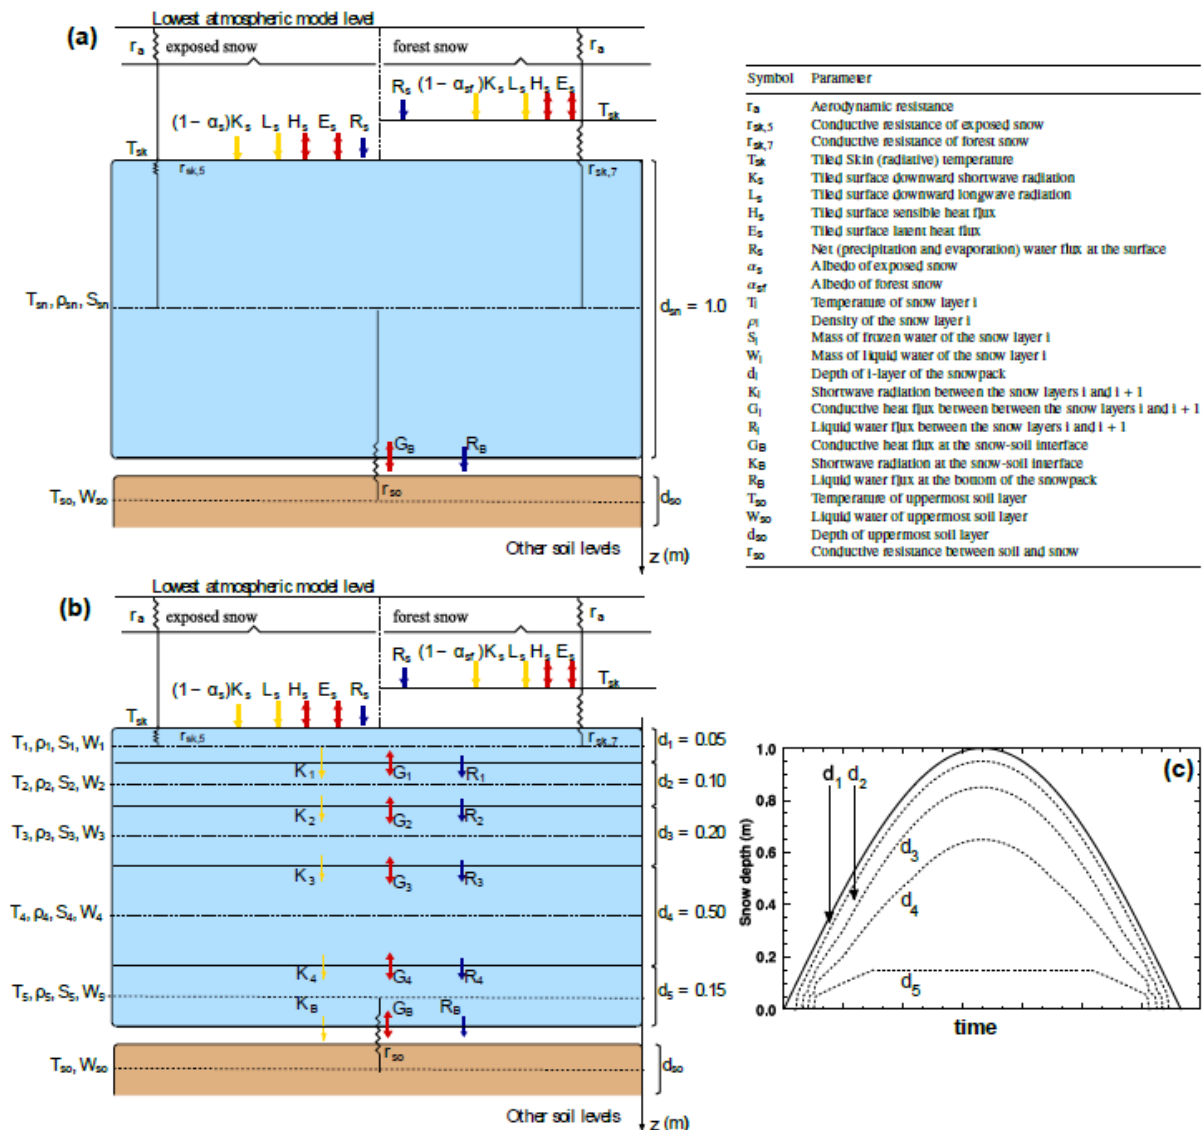 (a)
Lowest atmospheric model level
rₐ exposed snow forest snow rₐ
Rₛ (1− αₛf)Kₛ Lₛ Hₛ Eₛ
Tsk
(1− αₛ)Kₛ Lₛ Hₛ Eₛ Rₛ
Tsk
rsk,5 rsk,7
Tsn, ρsn, Ssn dsn = 1.0
GB RB
rso
Tso, Wso dso
Other soil levels z (m)
Symbol Parameter
rₐ Aerodynamic resistance
rsk,5 Conductive resistance of exposed snow
rsk,7 Conductive resistance of forest snow
Tsk Tiled Skin (radiative) temperature
Kₛ Tiled surface downward shortwave radiation
Lₛ Tiled surface downward longwave radiation
Hₛ Tiled surface sensible heat flux
Eₛ Tiled surface latent heat flux
Rₛ Net (precipitation and evaporation) water flux at the surface
αₛ Albedo of exposed snow
αsf Albedo of forest snow
Tᵢ Temperature of snow layer i
ρᵢ Density of the snow layer i
Sᵢ Mass of frozen water of the snow layer i
Wᵢ Mass of liquid water of the snow layer i
dᵢ Depth of i-layer of the snowpack
Kᵢ Shortwave radiation between the snow layers i and i + 1
Gᵢ Conductive heat flux between between the snow layers i and i + 1
Rᵢ Liquid water flux between the snow layers i and i + 1
GB Conductive heat flux at the snow-soil interface
KB Shortwave radiation at the snow-soil interface
RB Liquid water flux at the bottom of the snowpack
Tso Temperature of uppermost soil layer
Wso Liquid water of uppermost soil layer
dso Depth of uppermost soil layer
rso Conductive resistance between soil and snow
(b)
Lowest atmospheric model level
rₐ exposed snow forest snow rₐ
Rₛ (1− αsf)Kₛ Lₛ Hₛ Eₛ
Tsk
(1− αₛ)Kₛ Lₛ Hₛ Eₛ Rₛ
Tsk
rsk,5 rsk,7
T₁, ρ₁, S₁, W₁ d₁ = 0.05
K₁ G₁ R₁
T₂, ρ₂, S₂, W₂ d₂ = 0.10
K₂ G₂ R₂
T₃, ρ₃, S₃, W₃ d₃ = 0.20
K₃ G₃ R₃
T₄, ρ₄, S₄, W₄ d₄ = 0.50
K₄ G₄ R₄
T₅, ρ₅, S₅, W₅ d₅ = 0.15
KB GB RB
rso
Tso, Wso dso
Other soil levels z (m)
(c)
Snow depth (m)
1.0
0.8
0.6
0.4
0.2
0.0
d₁ d₂
d₃
d₄
d₅
time